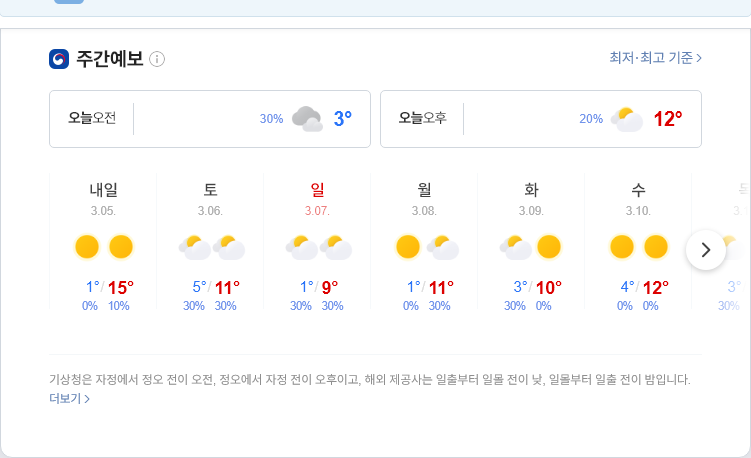 주간예보
최저·최고 기준
오늘오전 30% 3°
오늘오후 20% 12°
내일 토 일 월 화 수
3.05. 3.06. 3.07. 3.08. 3.09. 3.10.
1°/15° 5°/11° 1°/9° 1°/11° 3°/10° 4°/12° 3°
0% 10% 30% 30% 30% 30% 0% 30% 30% 0% 0% 0% 30%
기상청은 자정에서 정오 전이 오전, 정오에서 자정 전이 오후이고, 해외 제공사는 일출부터 일몰 전이 낮, 일몰부터 일출 전이 밤입니다.
더보기